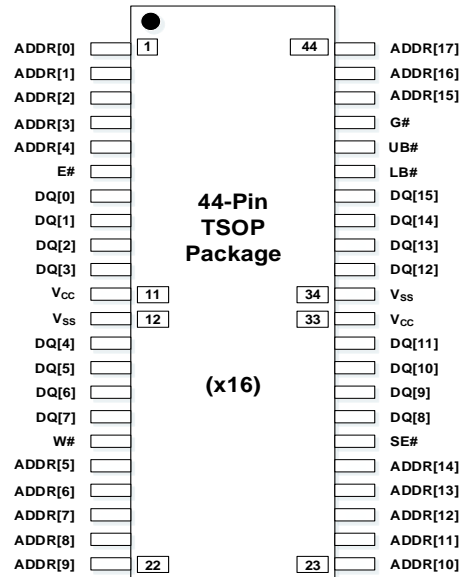 ADDR[0] 1 44 ADDR[17]
ADDR[1] ADDR[16]
ADDR[2] ADDR[15]
ADDR[3] G#
ADDR[4] UB#
E# LB#
DQ[0] DQ[15]
DQ[1] DQ[14]
DQ[2] DQ[13]
DQ[3] DQ[12]
44-Pin
TSOP
Package
VCC 11 34 VSS
VSS 12 33 VCC
DQ[4] DQ[11]
DQ[5] DQ[10]
DQ[6] (x16) DQ[9]
DQ[7] DQ[8]
W# SE#
ADDR[5] ADDR[14]
ADDR[6] ADDR[13]
ADDR[7] ADDR[12]
ADDR[8] ADDR[11]
ADDR[9] 22 23 ADDR[10]